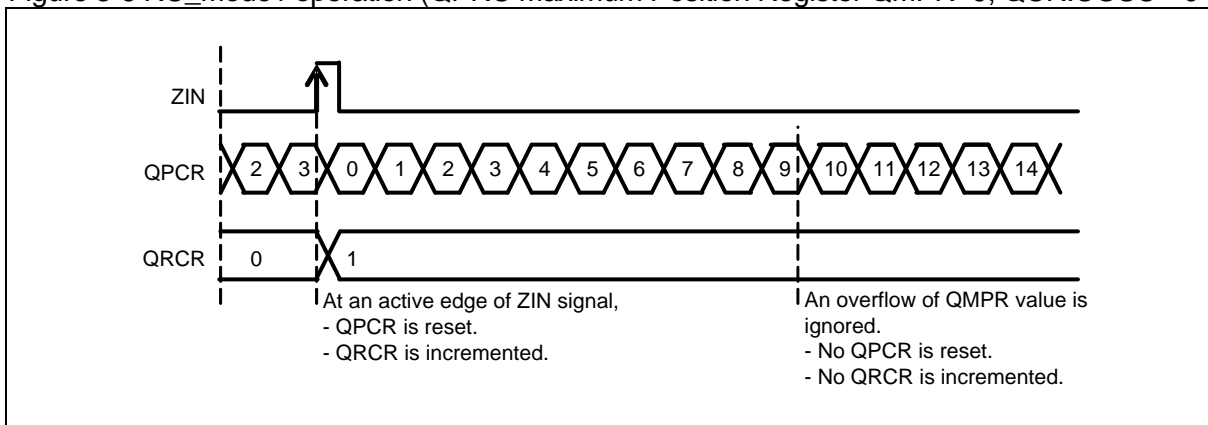 ZIN
QPCR 2 3 0 1 2 3 4 5 6 7 8 9 10 11 12 13 14
QRCR 0 1
At an active edge of ZIN signal,
- QPCR is reset.
- QRCR is incremented.
An overflow of QMPR value is
ignored.
- No QPCR is reset.
- No QRCR is incremented.